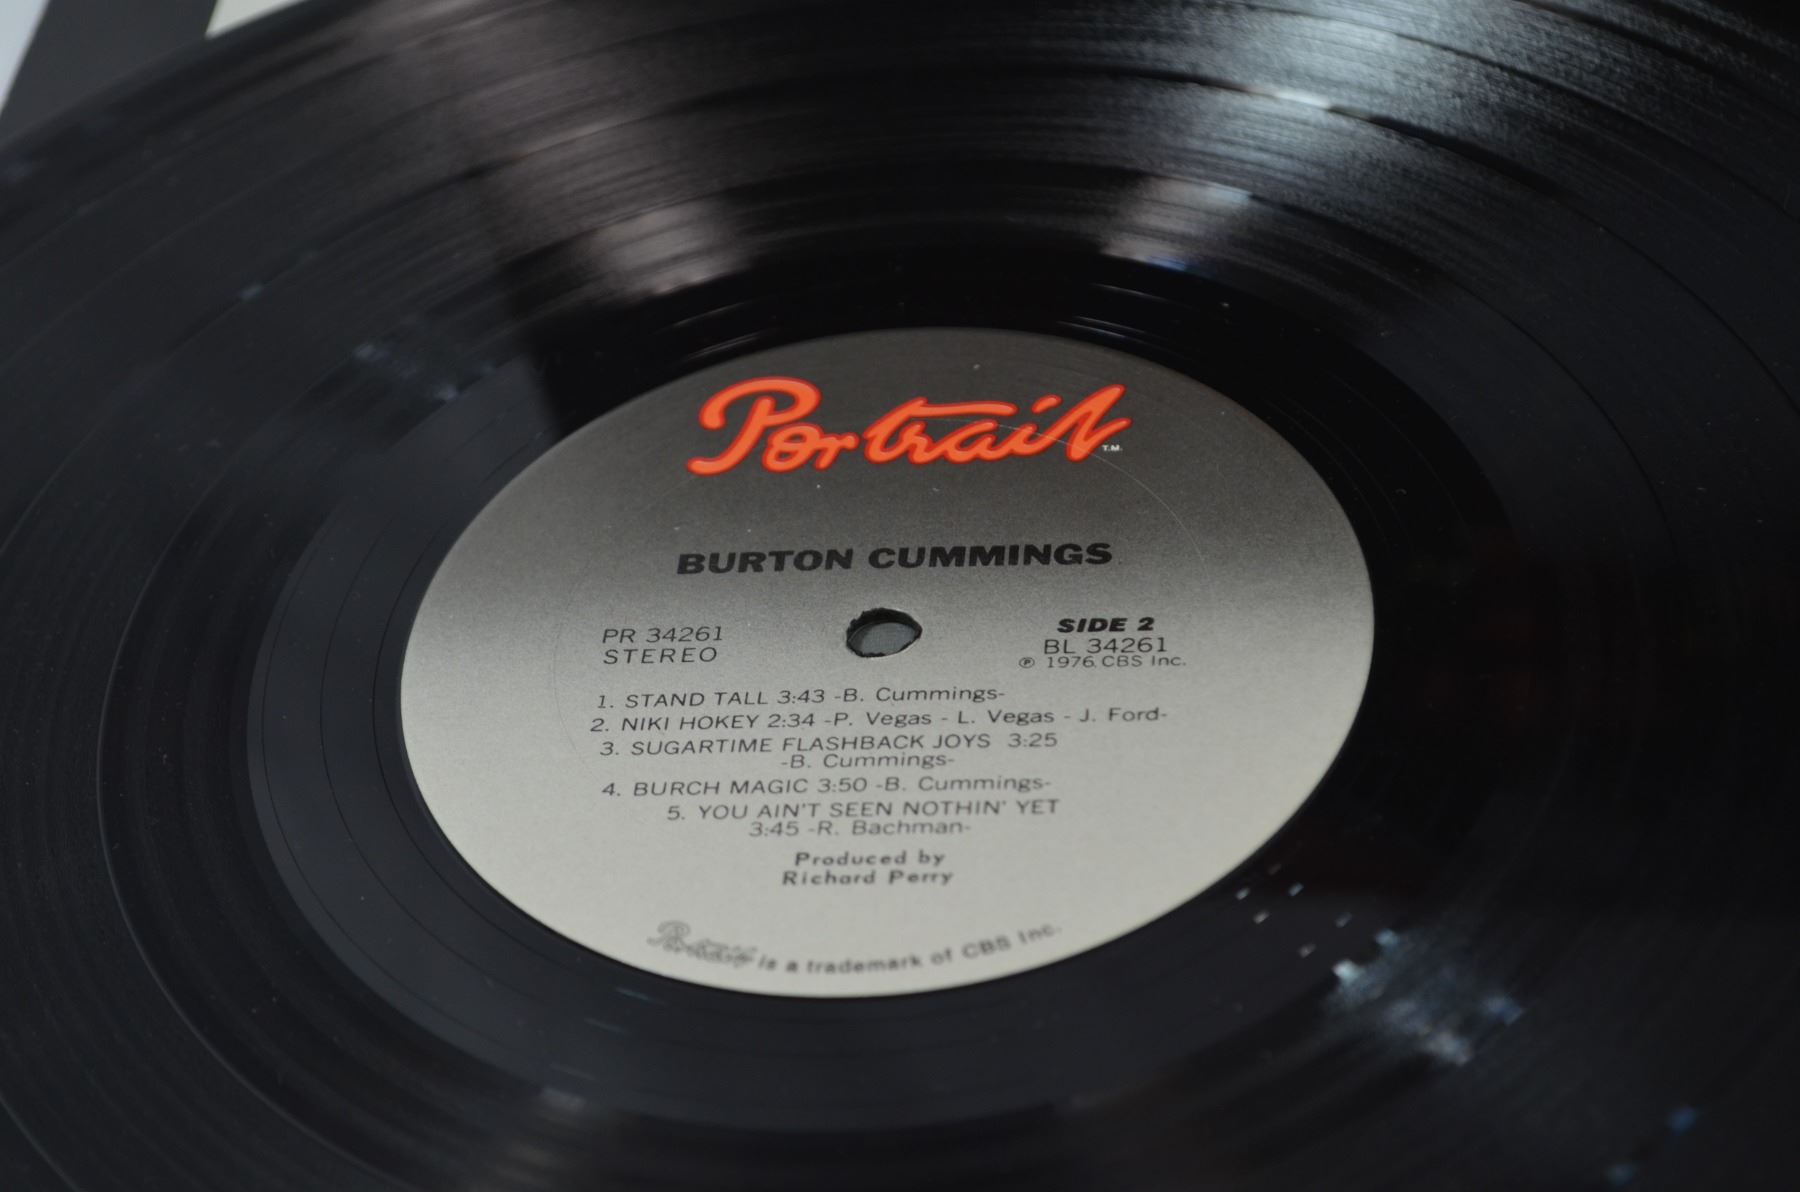 Portrait T.M.
BURTON CUMMINGS
PR 34261
STEREO
SIDE 2
BL 34261
℗ 1976 CBS Inc.
1. STAND TALL 3:43 -B. Cummings-
2. NIKI HOKEY 2:34 -P. Vegas - L. Vegas - J. Ford-
3. SUGARTIME FLASHBACK JOYS 3:25
-B. Cummings-
4. BURCH MAGIC 3:50 -B. Cummings-
5. YOU AIN'T SEEN NOTHIN' YET
3:45 -R. Bachman-
Produced by
Richard Perry
Portrait is a trademark of CBS Inc.